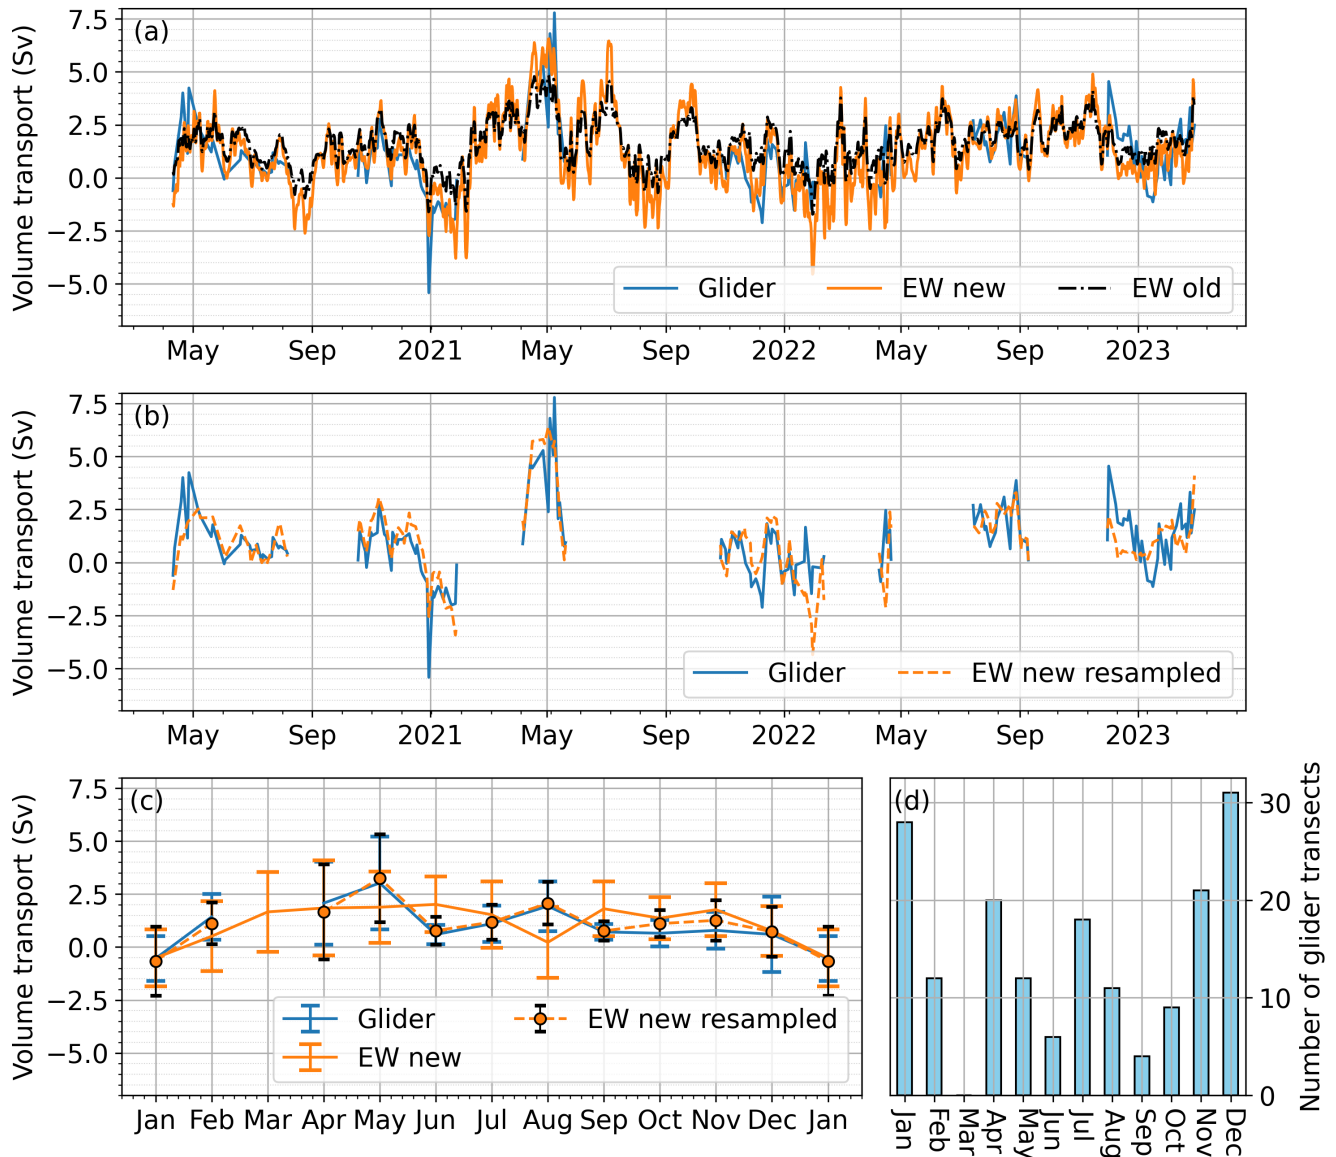 (a)
Volume transport (Sv)
7.5
5.0
2.5
0.0
−2.5
−5.0
Glider EW new EW old
May Sep 2021 May Sep 2022 May Sep 2023
(b)
Volume transport (Sv)
7.5
5.0
2.5
0.0
−2.5
−5.0
Glider EW new resampled
May Sep 2021 May Sep 2022 May Sep 2023
(c)
Volume transport (Sv)
7.5
5.0
2.5
0.0
−2.5
−5.0
Glider EW new resampled
EW new
Jan Feb Mar Apr May Jun Jul Aug Sep Oct Nov Dec Jan
(d)
30
20
10
0
Number of glider transects
Jan Feb Mar Apr May Jun Jul Aug Sep Oct Nov Dec